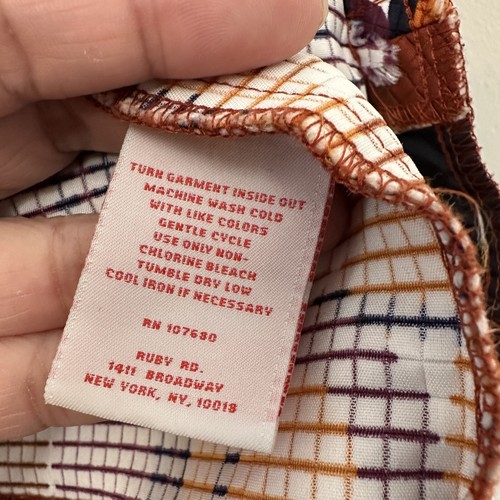 TURN GARMENT INSIDE OUT
MACHINE WASH COLD
WITH LIKE COLORS
GENTLE CYCLE
USE ONLY NON-
CHLORINE BLEACH
TUMBLE DRY LOW
COOL IRON IF NECESSARY
RN 107680
RUBY RD.
1411 BROADWAY
NEW YORK, NY, 10018